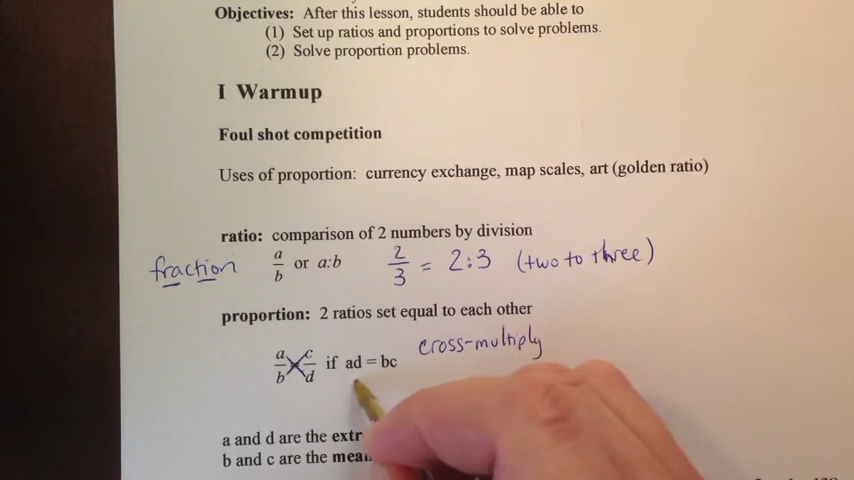 Objectives: After this lesson, students should be able to
(1) Set up ratios and proportions to solve problems.
(2) Solve proportion problems.
I Warmup
Foul shot competition
Uses of proportion: currency exchange, map scales, art (golden ratio)
ratio: comparison of 2 numbers by division
fraction a/b or a:b 2/3 = 2:3 (two to three)
proportion: 2 ratios set equal to each other
a/b = c/d if ad = bc cross-multiply
a and d are the
b and c are the